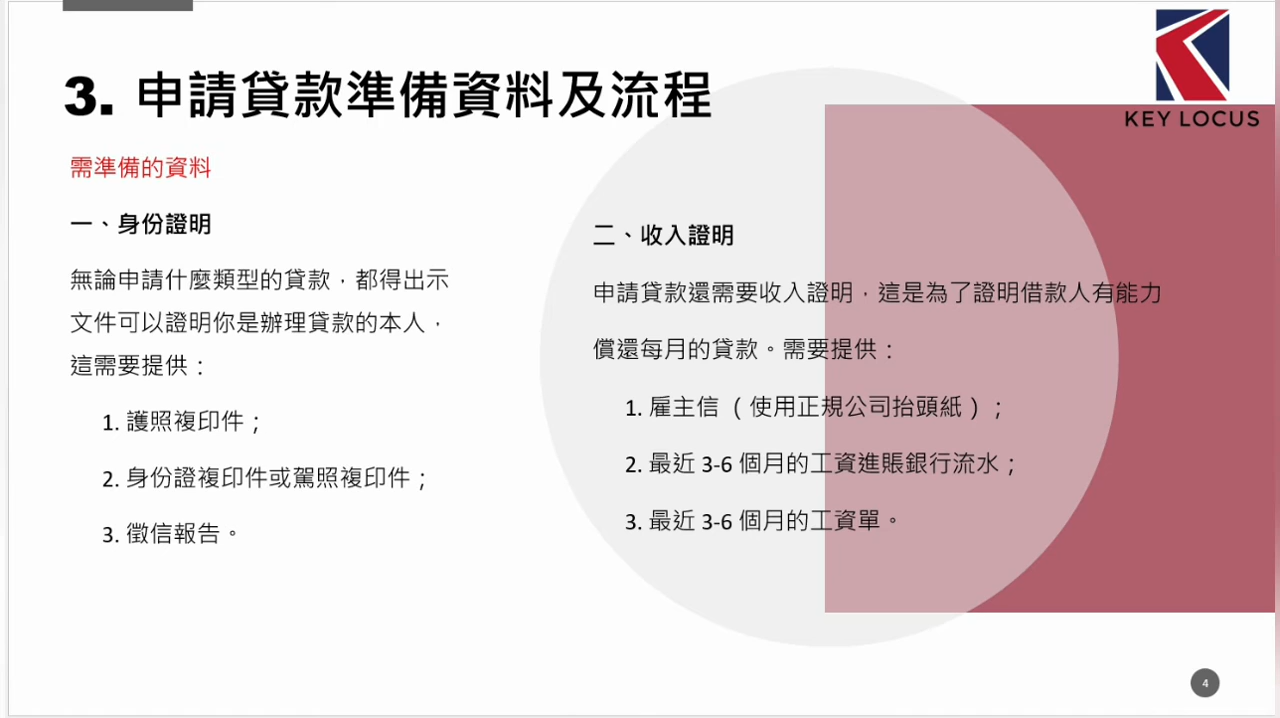 3. 申請貸款準備資料及流程
KEY LOCUS
需準備的資料
一、身份證明
無論申請什麼類型的貸款，都得出示
文件可以證明你是辦理貸款的本人，
這需要提供：
1. 護照複印件；
2. 身份證複印件或駕照複印件；
3. 徵信報告。
二、收入證明
申請貸款還需要收入證明，這是為了證明借款人有能力
償還每月的貸款。需要提供：
1. 雇主信（使用正規公司抬頭紙）；
2. 最近 3-6 個月的工資進賬銀行流水；
3. 最近 3-6 個月的工資單。
4